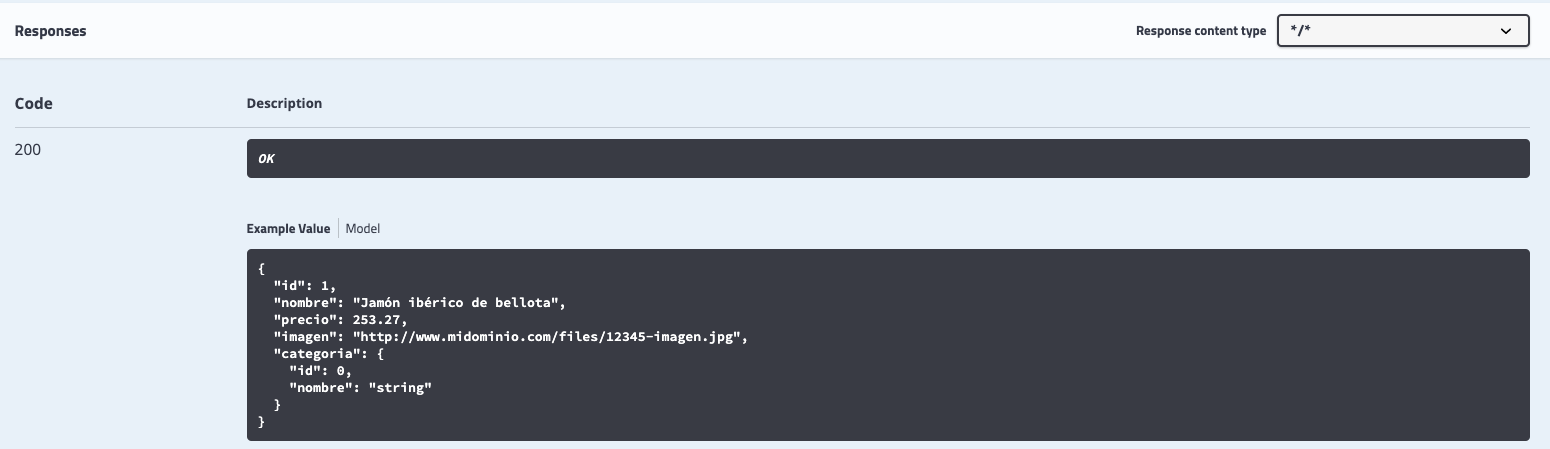 Responses
Response content type */*
Code Description
200 OK
Example Value Model
{
  "id": 1,
  "nombre": "Jamón ibérico de bellota",
  "precio": 253.27,
  "imagen": "http://www.midominio.com/files/12345-imagen.jpg",
  "categoria": {
    "id": 0,
    "nombre": "string"
  }
}